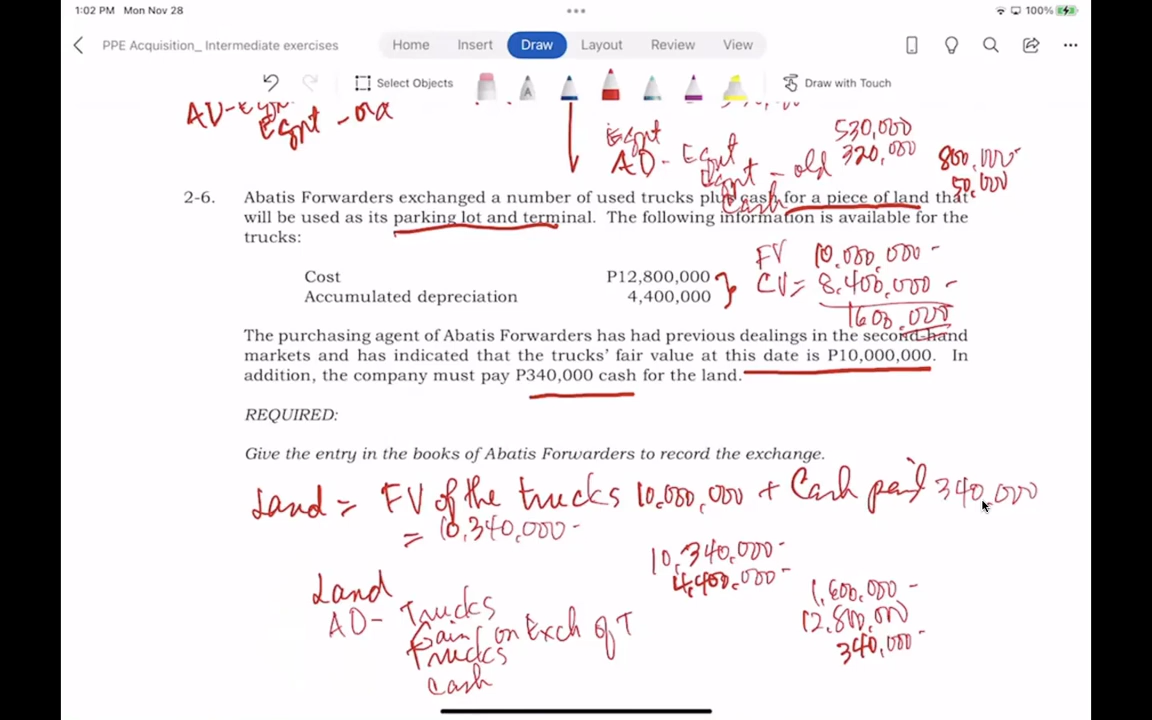 1:02 PM Mon Nov 28
100%
PPE Acquisition_ Intermediate exercises
Home Insert Draw Layout Review View
Select Objects
A
Draw with Touch
AD-Eqpt
Eqpt - old
Eqpt
AD - Eqpt
Eqpt - old
Cash
530,000
320,000
800,000
50,000
2-6. Abatis Forwarders exchanged a number of used trucks plus cash for a piece of land that
will be used as its parking lot and terminal. The following information is available for the
trucks:
FV 10,000,000 -
Cost P12,800,000
CV = 8,400,000 -
Accumulated depreciation 4,400,000
1600,000
The purchasing agent of Abatis Forwarders has had previous dealings in the second-hand
markets and has indicated that the trucks' fair value at this date is P10,000,000. In
addition, the company must pay P340,000 cash for the land.
REQUIRED:
Give the entry in the books of Abatis Forwarders to record the exchange.
Land = FV of the trucks 10,000,000 + Cash paid 340,000
= 10,340,000 -
Land 10,340,000 -
AD - Trucks 4,400,000 -
Gain on Exch of T 1,600,000 -
Trucks 12,800,000
Cash 340,000 -